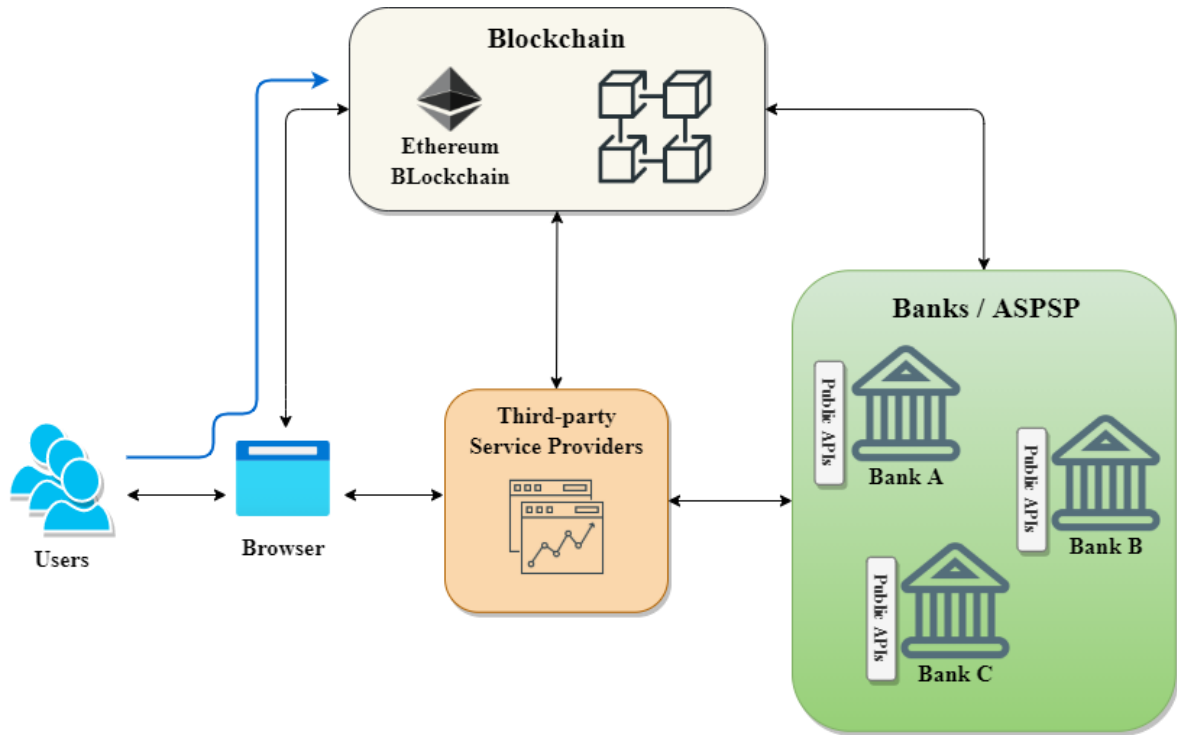 Blockchain
Ethereum
BLockchain
Banks / ASPSP
Public APIs
Bank A
Public APIs
Bank B
Public APIs
Bank C
Third-party
Service Providers
Users
Browser